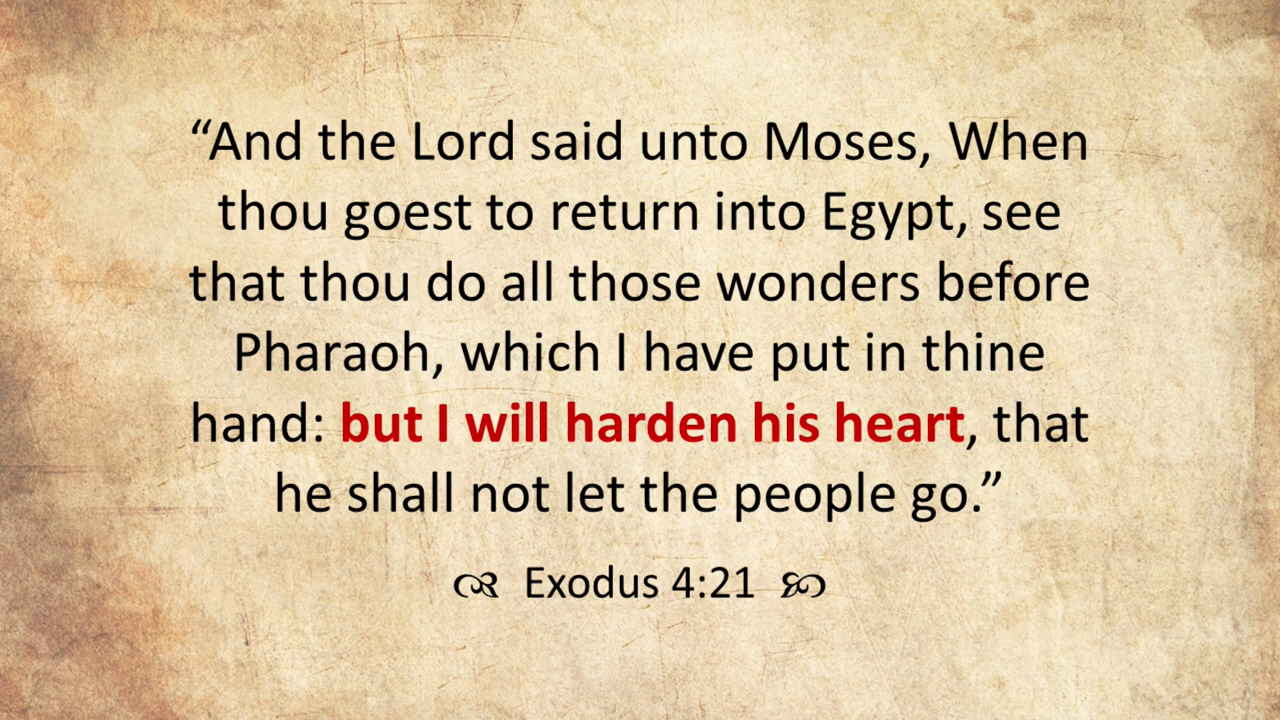 “And the Lord said unto Moses, When
thou goest to return into Egypt, see
that thou do all those wonders before
Pharaoh, which I have put in thine
hand: but I will harden his heart, that
he shall not let the people go.”
Exodus 4:21